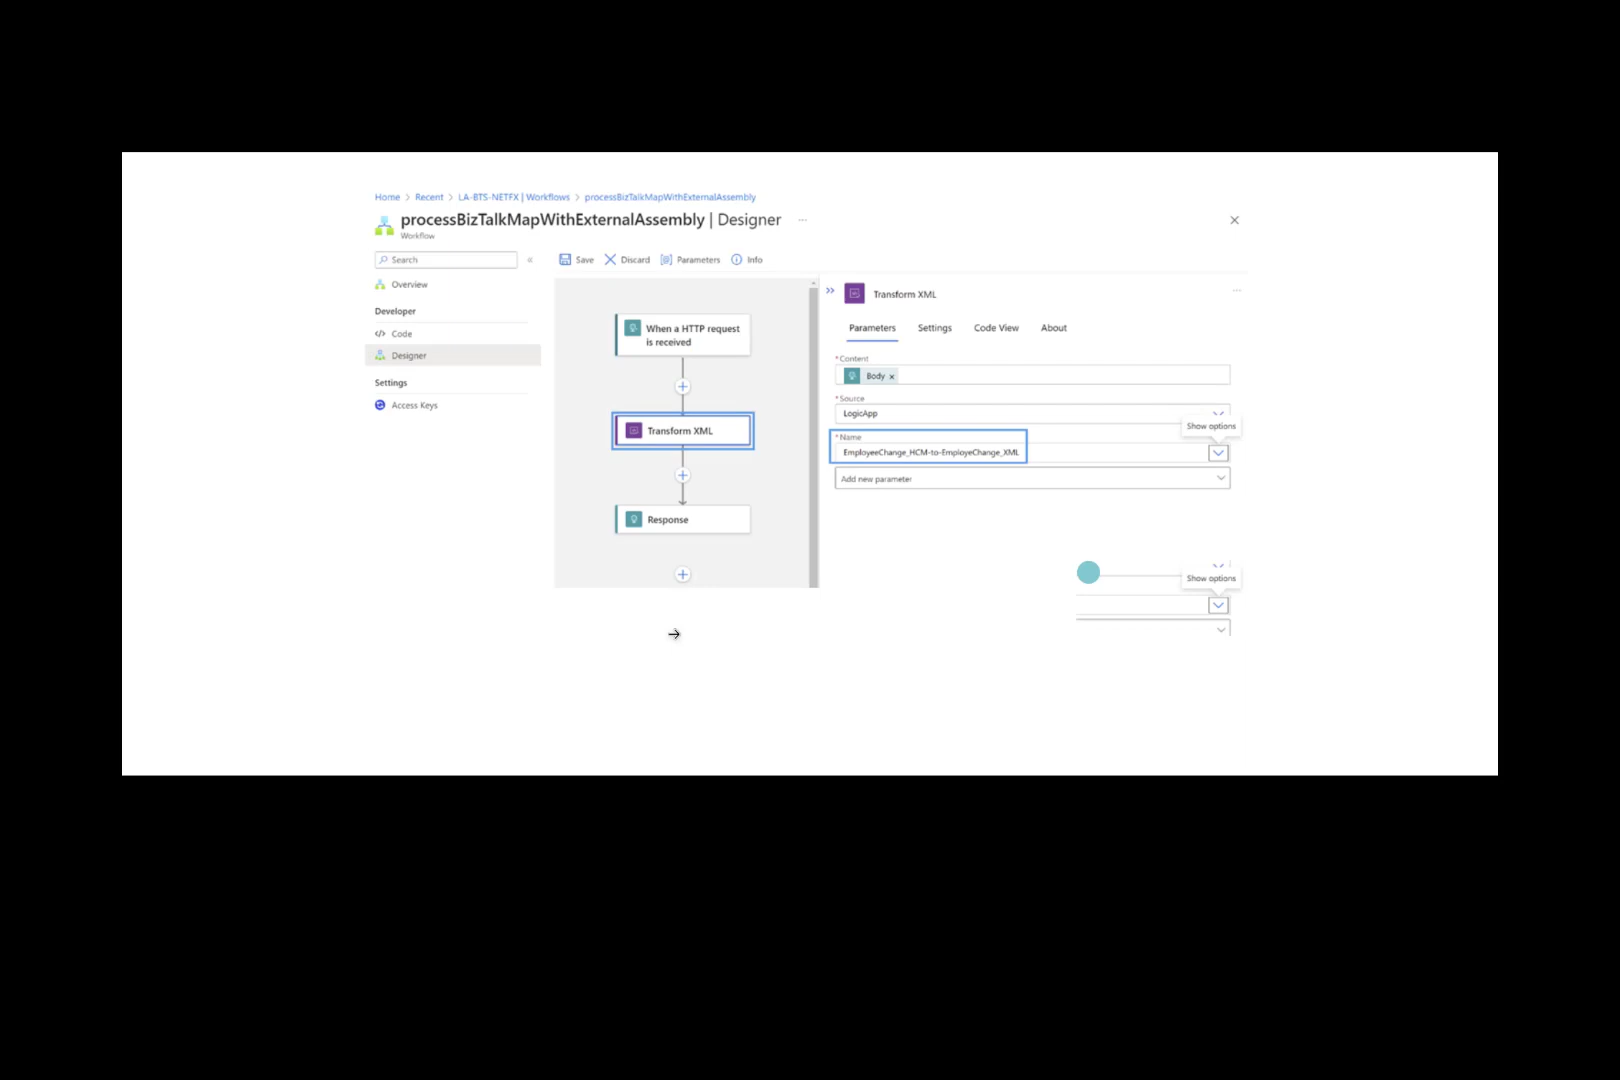 Home > Recent > LA-BTS-NETFX | Workflows > processBizTalkMapWithExternalAssembly
processBizTalkMapWithExternalAssembly | Designer ...
Workflow
Search
«
Save
Discard
Parameters
Info
Overview
Developer
Code
Designer
Settings
Access Keys
When a HTTP request
is received
Transform XML
Response
Transform XML
...
Parameters
Settings
Code View
About
* Content
Body ×
* Source
LogicApp
Show options
* Name
EmployeeChange_HCM-to-EmployeChange_XML
Add new parameter
Show options